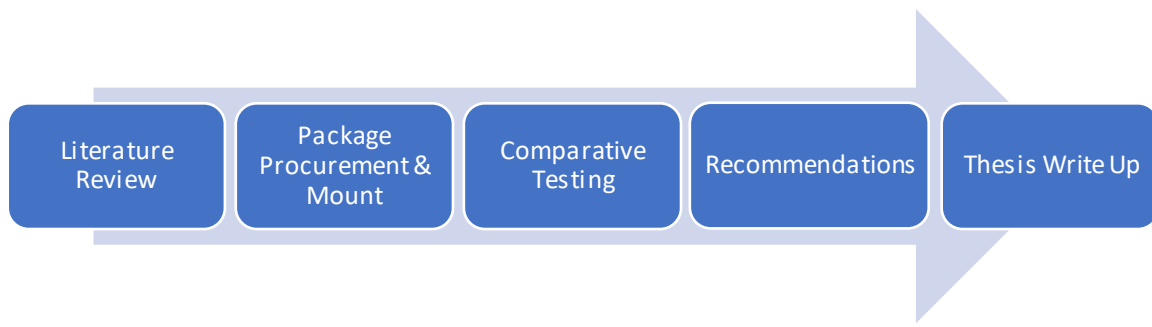 Literature
Review
Package
Procurement & 
Mount
Comparative
Testing
Recommendations
Thesis Write Up